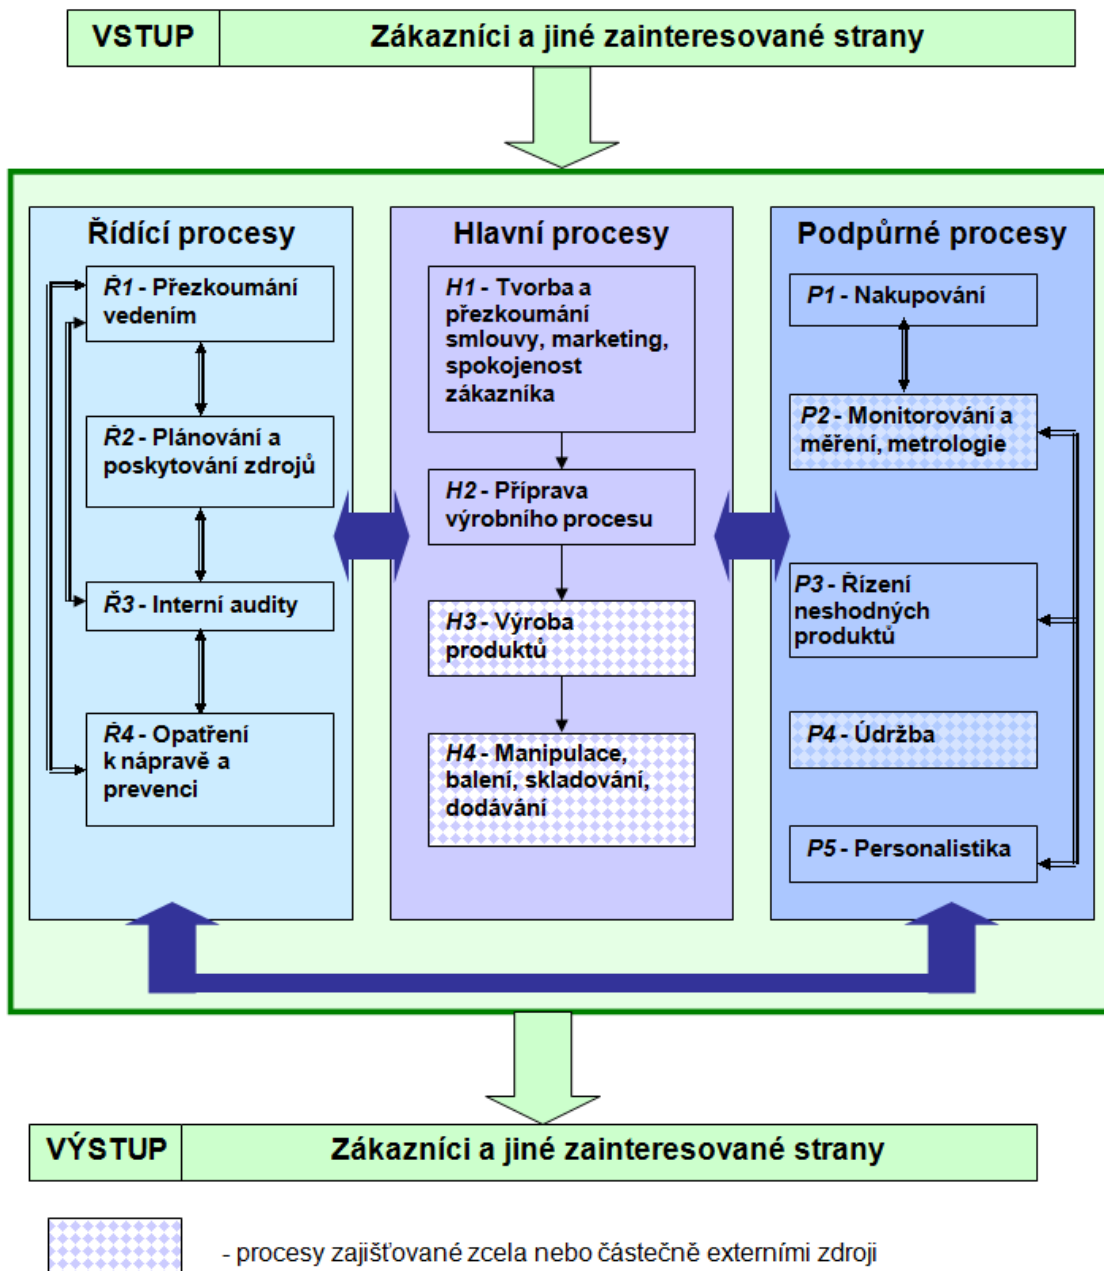 VSTUP Zákazníci a jiné zainteresované strany
Řídící procesy
Ř1 - Přezkoumání
vedením
Ř2 - Plánování a
poskytování zdrojů
Ř3 - Interní audity
Ř4 - Opatření
k nápravě a
prevenci
Hlavní procesy
H1 - Tvorba a
přezkoumání
smlouvy, marketing,
spokojenost
zákazníka
H2 - Příprava
výrobního procesu
H3 - Výroba
produktů
H4 - Manipulace,
balení, skladování,
dodávání
Podpůrné procesy
P1 - Nakupování
P2 - Monitorování a
měření, metrologie
P3 - Řízení
neshodných
produktů
P4 - Údržba
P5 - Personalistika
VÝSTUP Zákazníci a jiné zainteresované strany
- procesy zajišťované zcela nebo částečně externími zdroji